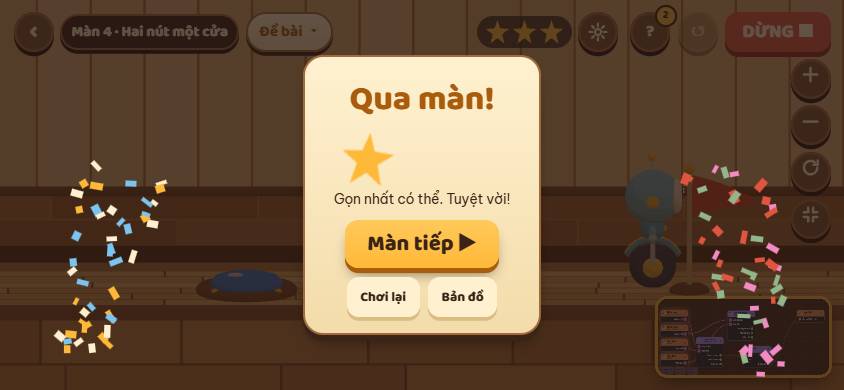 Màn 4 · Hai nút một cửa
Đề bài
2
?
DỪNG
Qua màn!
Gọn nhất có thể. Tuyệt vời!
Màn tiếp
Chơi lại
Bản đồ